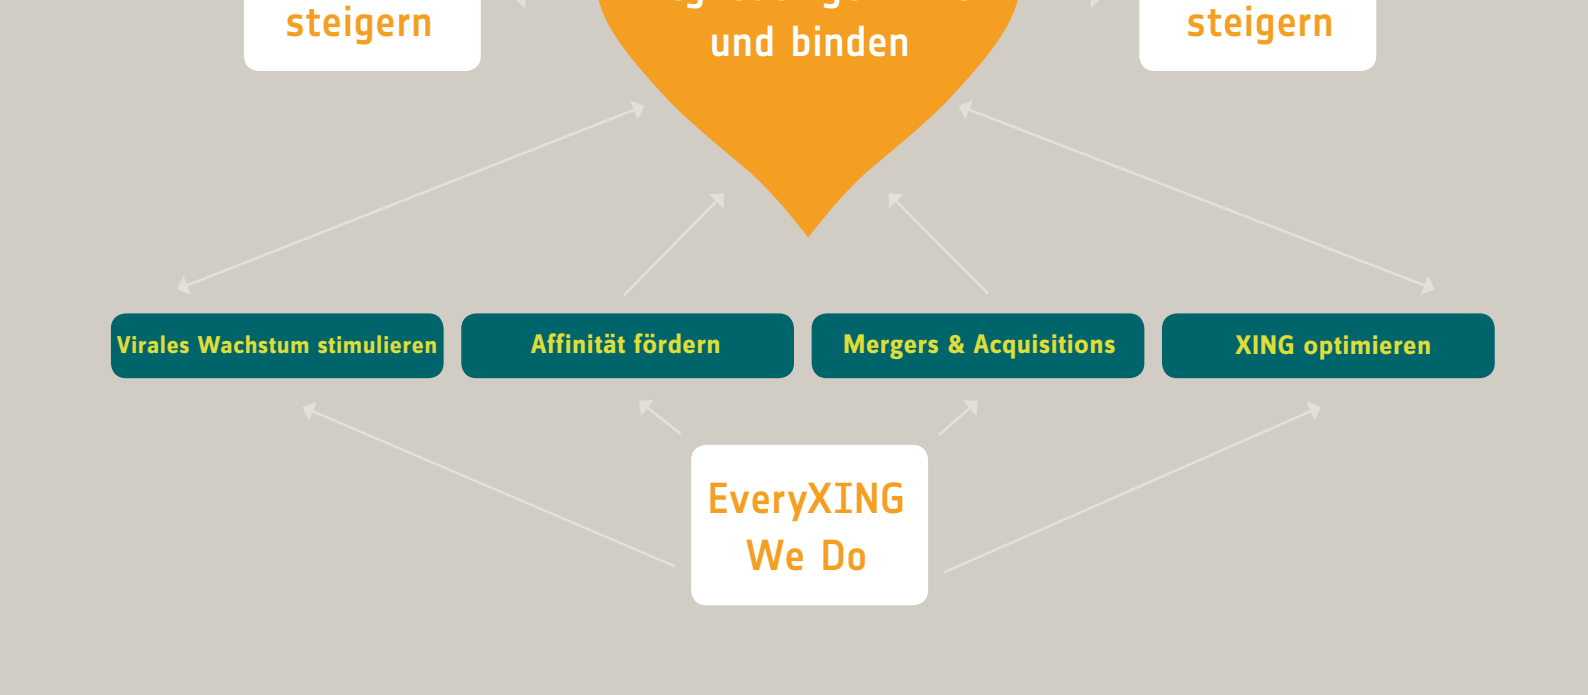 steigern
steigern
und binden
Virales Wachstum stimulieren
Affinität fördern
Mergers & Acquisitions
XING optimieren
EveryXING
We Do